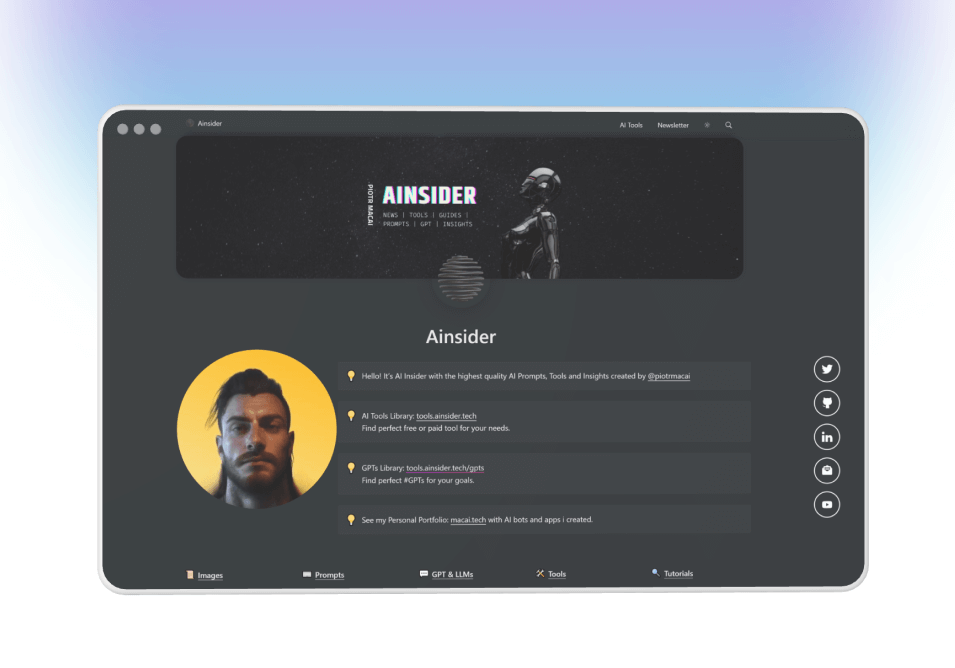 Ainsider
AI Tools
Newsletter
PIOTR MACAI
AINSIDER
NEWS | TOOLS | GUIDES |
PROMPTS | GPT | INSIGHTS
Ainsider
Hello! It's AI Insider with the highest quality AI Prompts, Tools and Insights created by @piotrmacai
AI Tools Library: tools.ainsider.tech
Find perfect free or paid tool for your needs.
GPTs Library: tools.ainsider.tech/gpts
Find perfect #GPTs for your goals.
See my Personal Portfolio: macai.tech with AI bots and apps i created.
in
Images
Prompts
GPT & LLMs
Tools
Tutorials